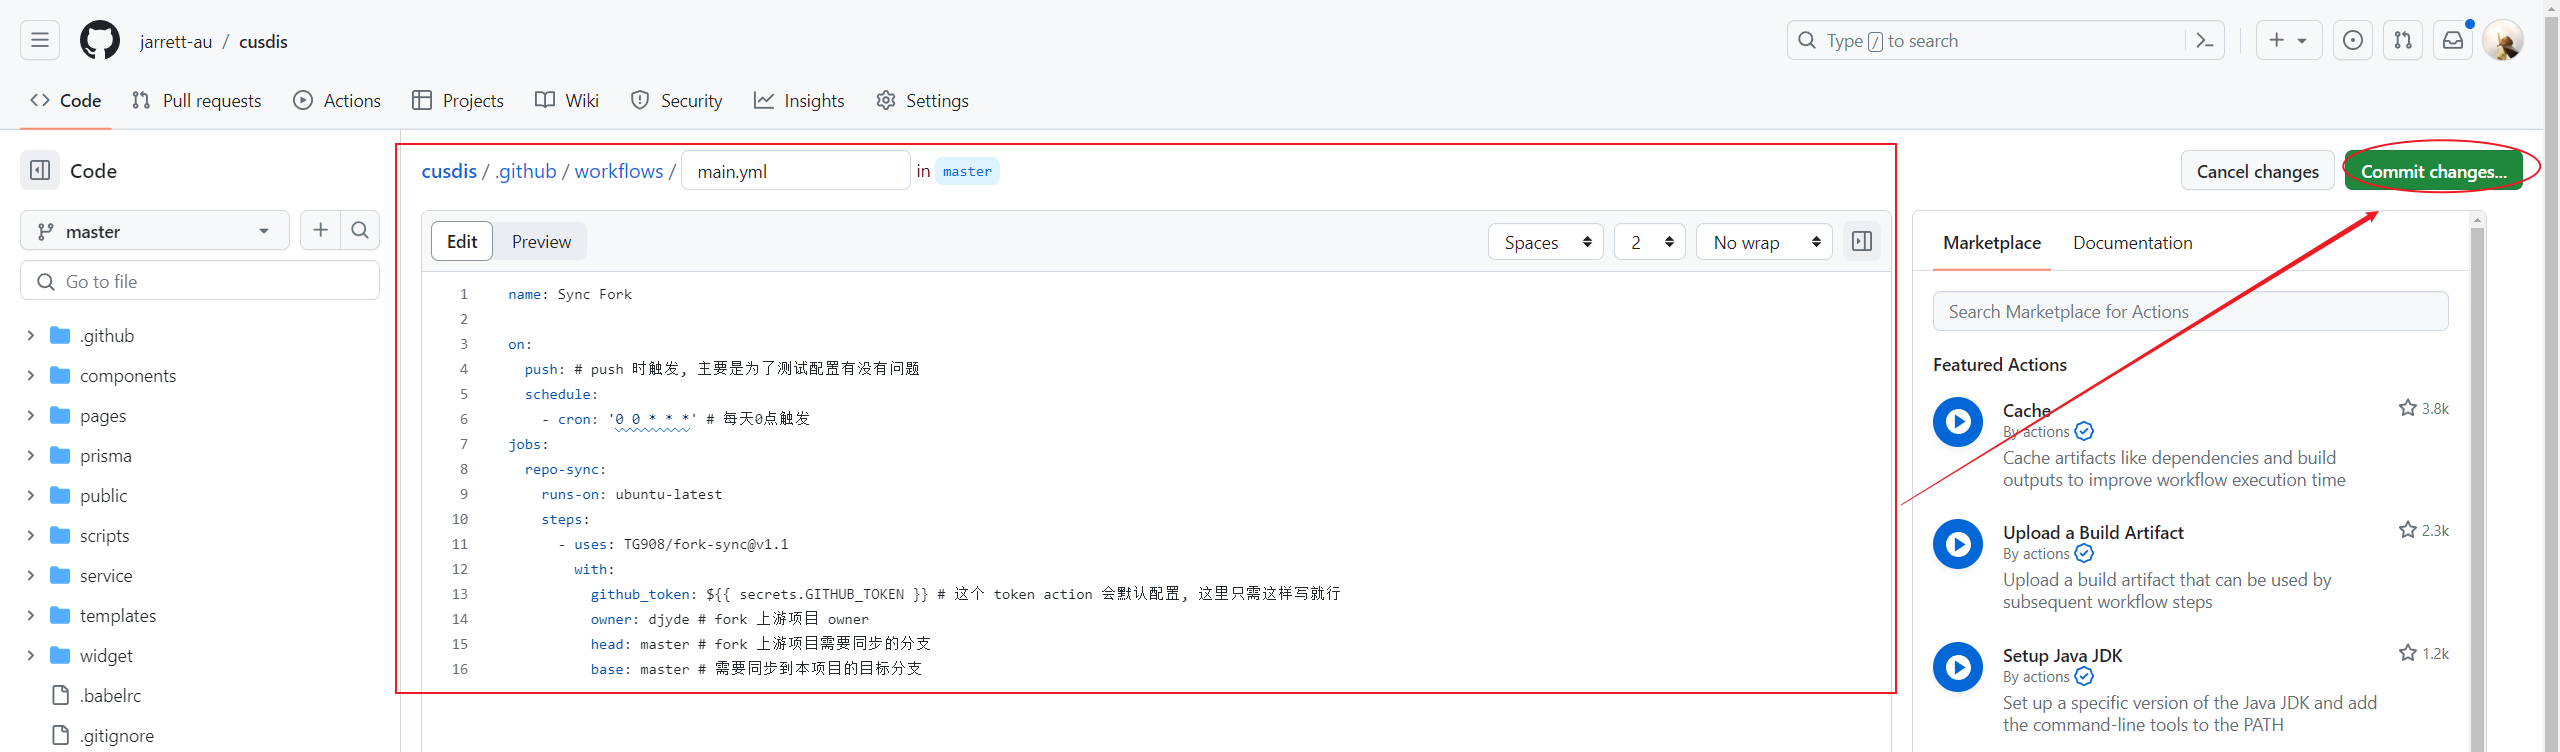 jarrett-au / cusdis
Type / to search
Code
Pull requests
Actions
Projects
Wiki
Security
Insights
Settings
Code
master
Go to file
.github
components
pages
prisma
public
scripts
service
templates
widget
.babelrc
.gitignore
cusdis / .github / workflows / main.yml in master
Cancel changes
Commit changes...
Edit
Preview
Spaces
2
No wrap
1 name: Sync Fork
2
3 on:
4 push: # push 时触发, 主要是为了测试配置有没有问题
5 schedule:
6 - cron: '0 0 * * *' # 每天0点触发
7 jobs:
8 repo-sync:
9 runs-on: ubuntu-latest
10 steps:
11 - uses: TG908/fork-sync@v1.1
12 with:
13 github_token: ${{ secrets.GITHUB_TOKEN }} # 这个 token action 会默认配置, 这里只需这样写就行
14 owner: djyde # fork 上游项目 owner
15 head: master # fork 上游项目需要同步的分支
16 base: master # 需要同步到本项目的目标分支
Marketplace
Documentation
Search Marketplace for Actions
Featured Actions
Cache
3.8k
By actions
Cache artifacts like dependencies and build
outputs to improve workflow execution time
Upload a Build Artifact
2.3k
By actions
Upload a build artifact that can be used by
subsequent workflow steps
Setup Java JDK
1.2k
By actions
Set up a specific version of the Java JDK and add
the command-line tools to the PATH